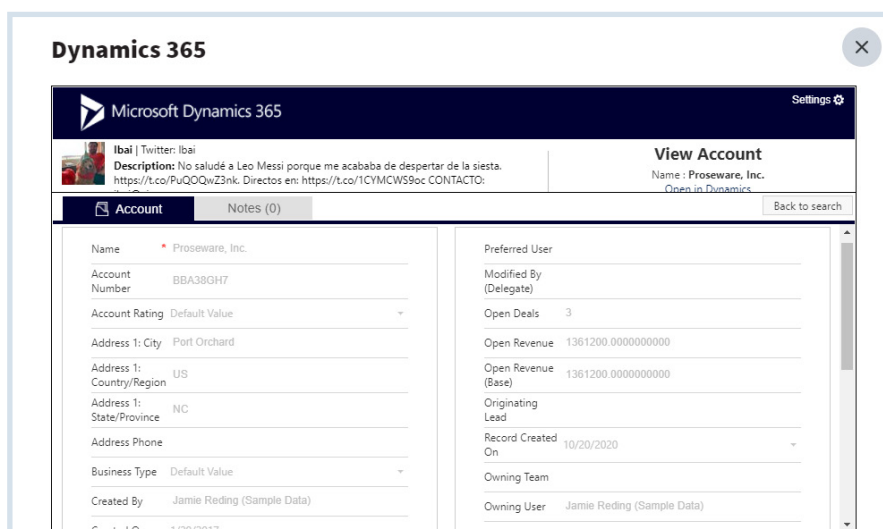 Dynamics 365
Microsoft Dynamics 365
Settings
Ibai | Twitter: Ibai
Description: No saludé a Leo Messi porque me acababa de despertar de la siesta.
https://t.co/PuQOQwZ3nk. Directos en: https://t.co/1CYMCWS9oc CONTACTO:
View Account
Name : Proseware, Inc.
Open in Dynamics
Account
Notes (0)
Back to search
Name * Proseware, Inc.
Account
Number
BBA38GH7
Account Rating Default Value
Address 1: City Port Orchard
Address 1:
Country/Region
US
Address 1:
State/Province
NC
Address Phone
Business Type Default Value
Created By Jamie Reding (Sample Data)
Preferred User
Modified By
(Delegate)
Open Deals 3
Open Revenue 1361200.0000000000
Open Revenue
(Base)
1361200.0000000000
Originating
Lead
Record Created
On
10/20/2020
Owning Team
Owning User Jamie Reding (Sample Data)